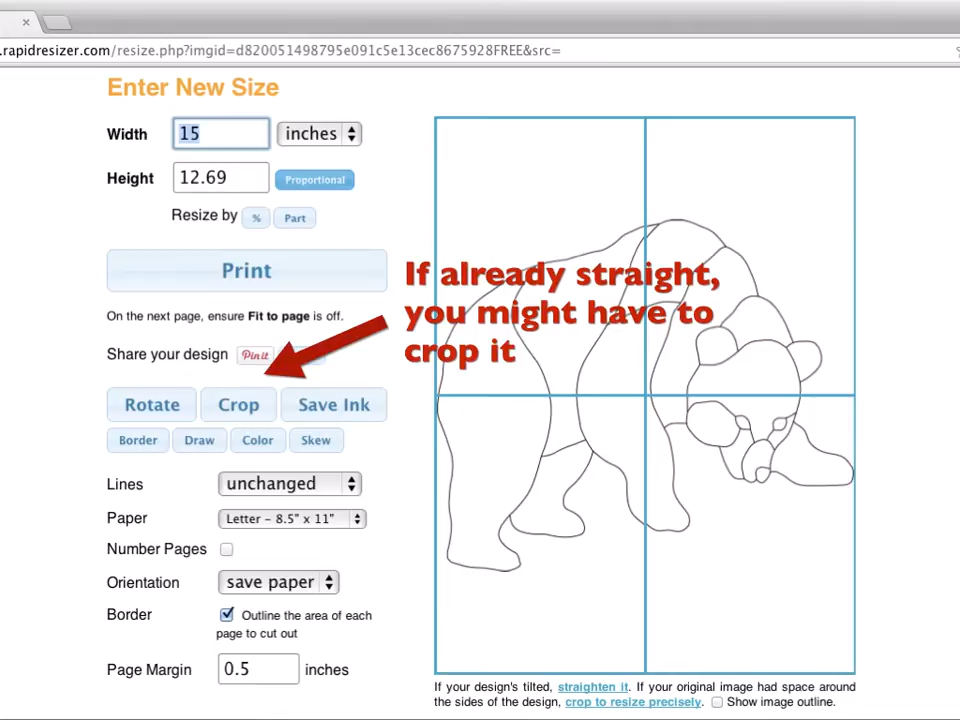 .rapidresizer.com/resize.php?imgid=d820051498795e091c5e13cec8675928FREE&src=
Enter New Size
Width 15 inches
Height 12.69 Proportional
Resize by % Part
Print
On the next page, ensure Fit to page is off.
Share your design Pin it
If already straight,
you might have to
crop it
Rotate Crop Save Ink
Border Draw Color Skew
Lines unchanged
Paper Letter - 8.5" x 11"
Number Pages
Orientation save paper
Border Outline the area of each
page to cut out
Page Margin 0.5 inches
If your design's tilted, straighten it. If your original image had space around
the sides of the design, crop to resize precisely. Show image outline.